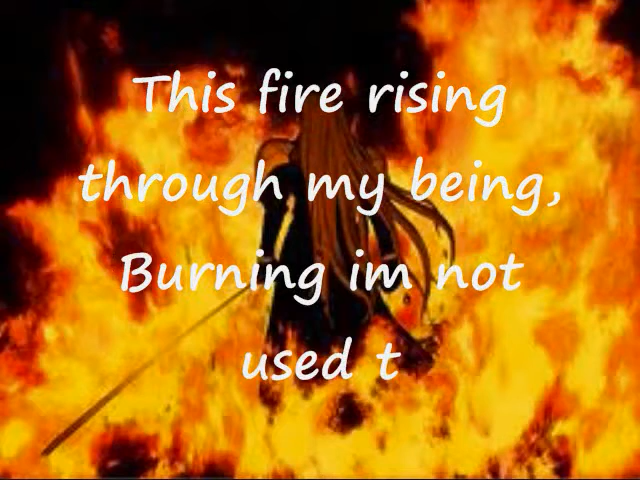 This fire rising
through my being,
Burning im not
used t